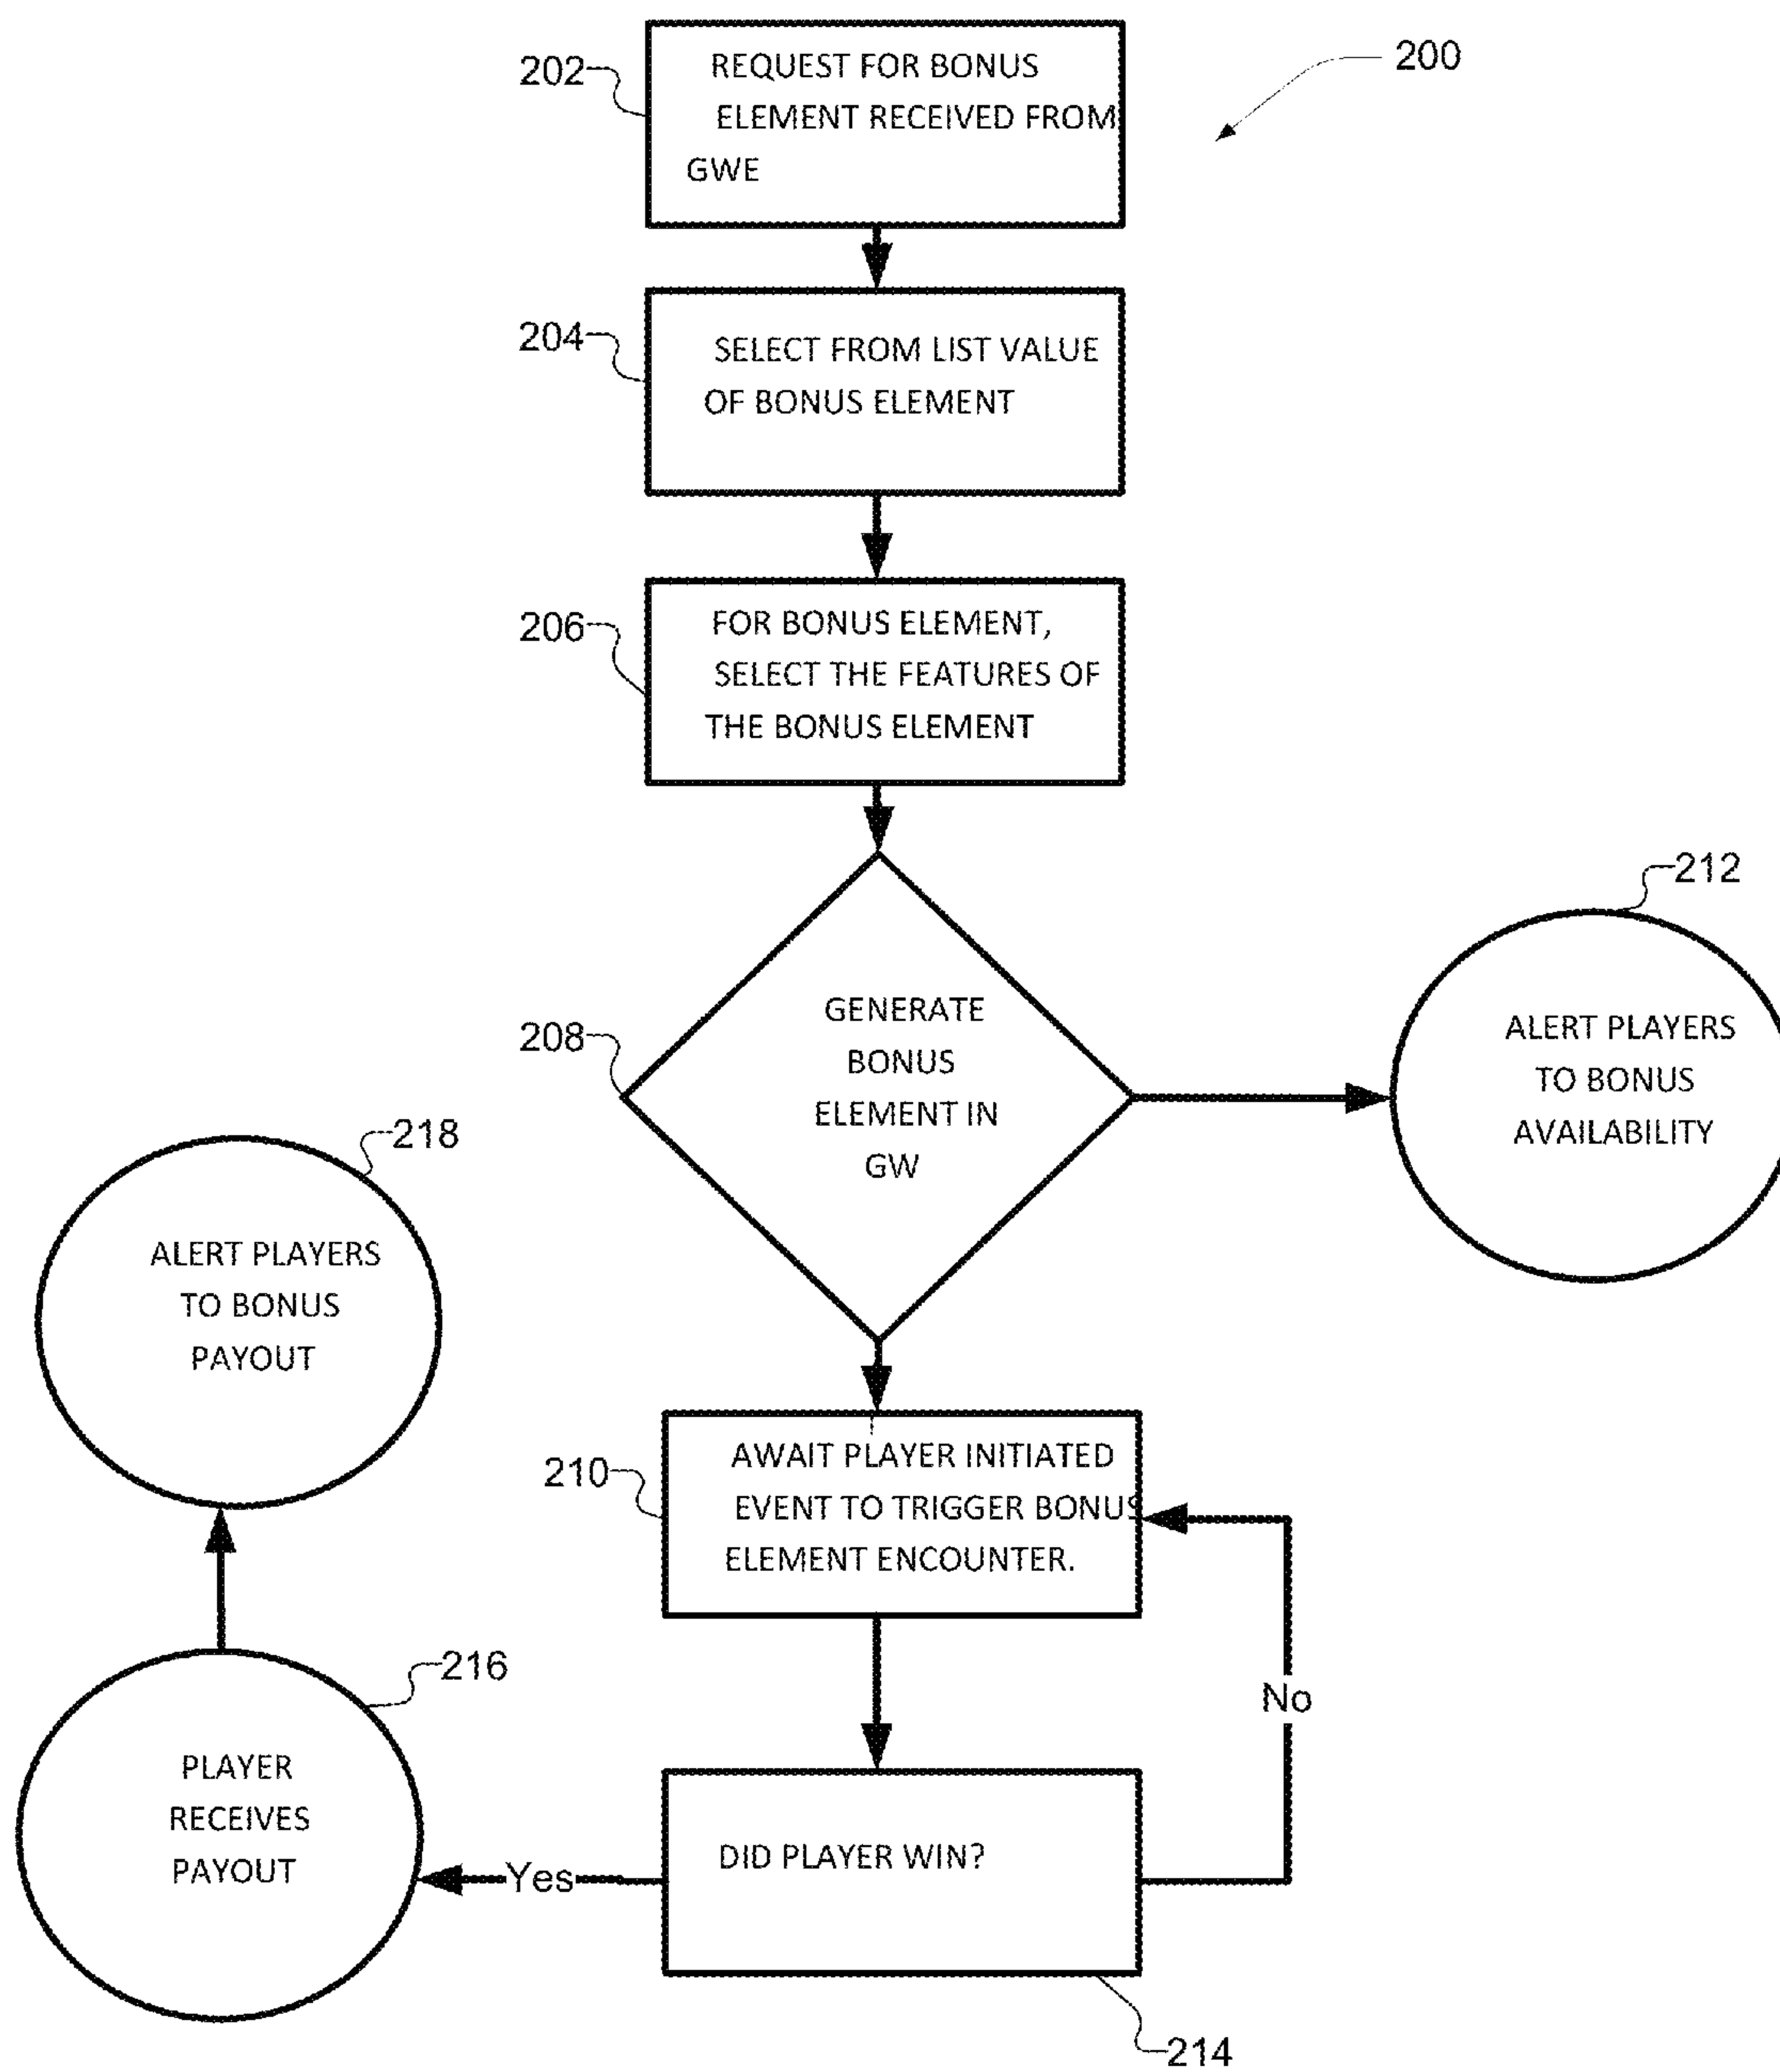 200
202
REQUEST FOR BONUS
ELEMENT RECEIVED FROM
GWE
204
SELECT FROM LIST VALUE
OF BONUS ELEMENT
206
FOR BONUS ELEMENT,
SELECT THE FEATURES OF
THE BONUS ELEMENT
208
GENERATE
BONUS
ELEMENT IN
GW
212
ALERT PLAYERS
TO BONUS
AVAILABILITY
218
ALERT PLAYERS
TO BONUS
PAYOUT
210
AWAIT PLAYER INITIATED
EVENT TO TRIGGER BONUS
ELEMENT ENCOUNTER.
216
PLAYER
RECEIVES
PAYOUT
Yes
DID PLAYER WIN?
No
214